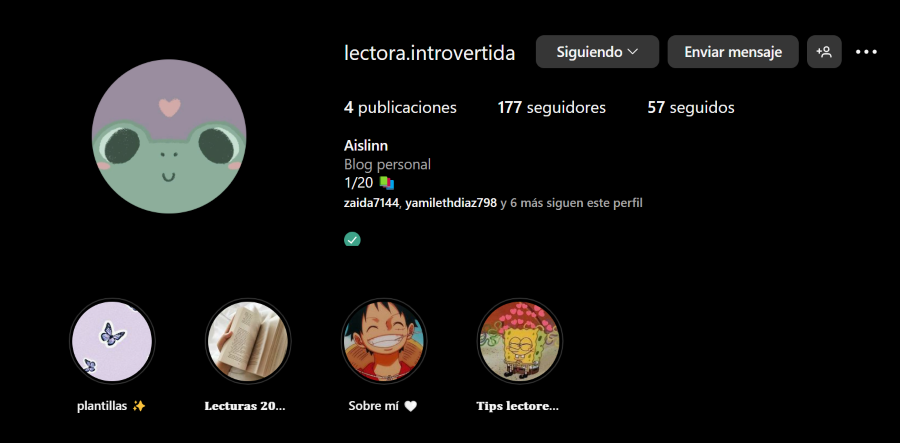 lectora.introvertida Siguiendo Enviar mensaje
4 publicaciones 177 seguidores 57 seguidos
Aislinn
Blog personal
1/20
zaida7144, yamilethdiaz798 y 6 más siguen este perfil
plantillas ✨ Lecturas 20... Sobre mí 🤍 Tips lectore...